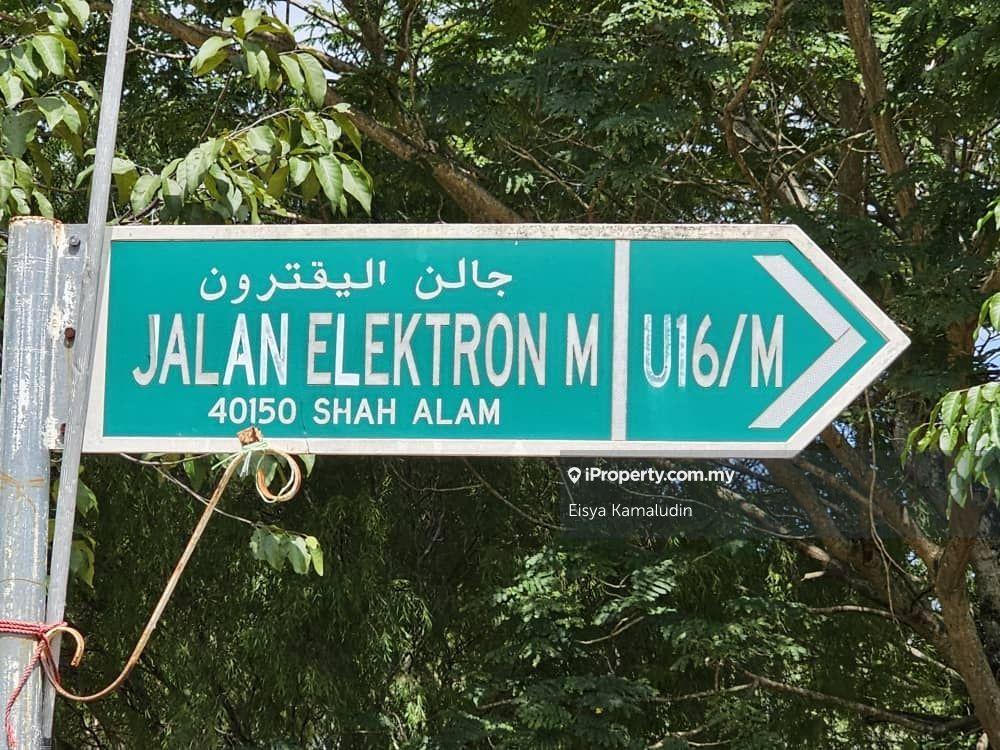 جالن اليقترون
JALAN ELEKTRON M
40150 SHAH ALAM
U16/M
iProperty.com.my
Eisya Kamaludin